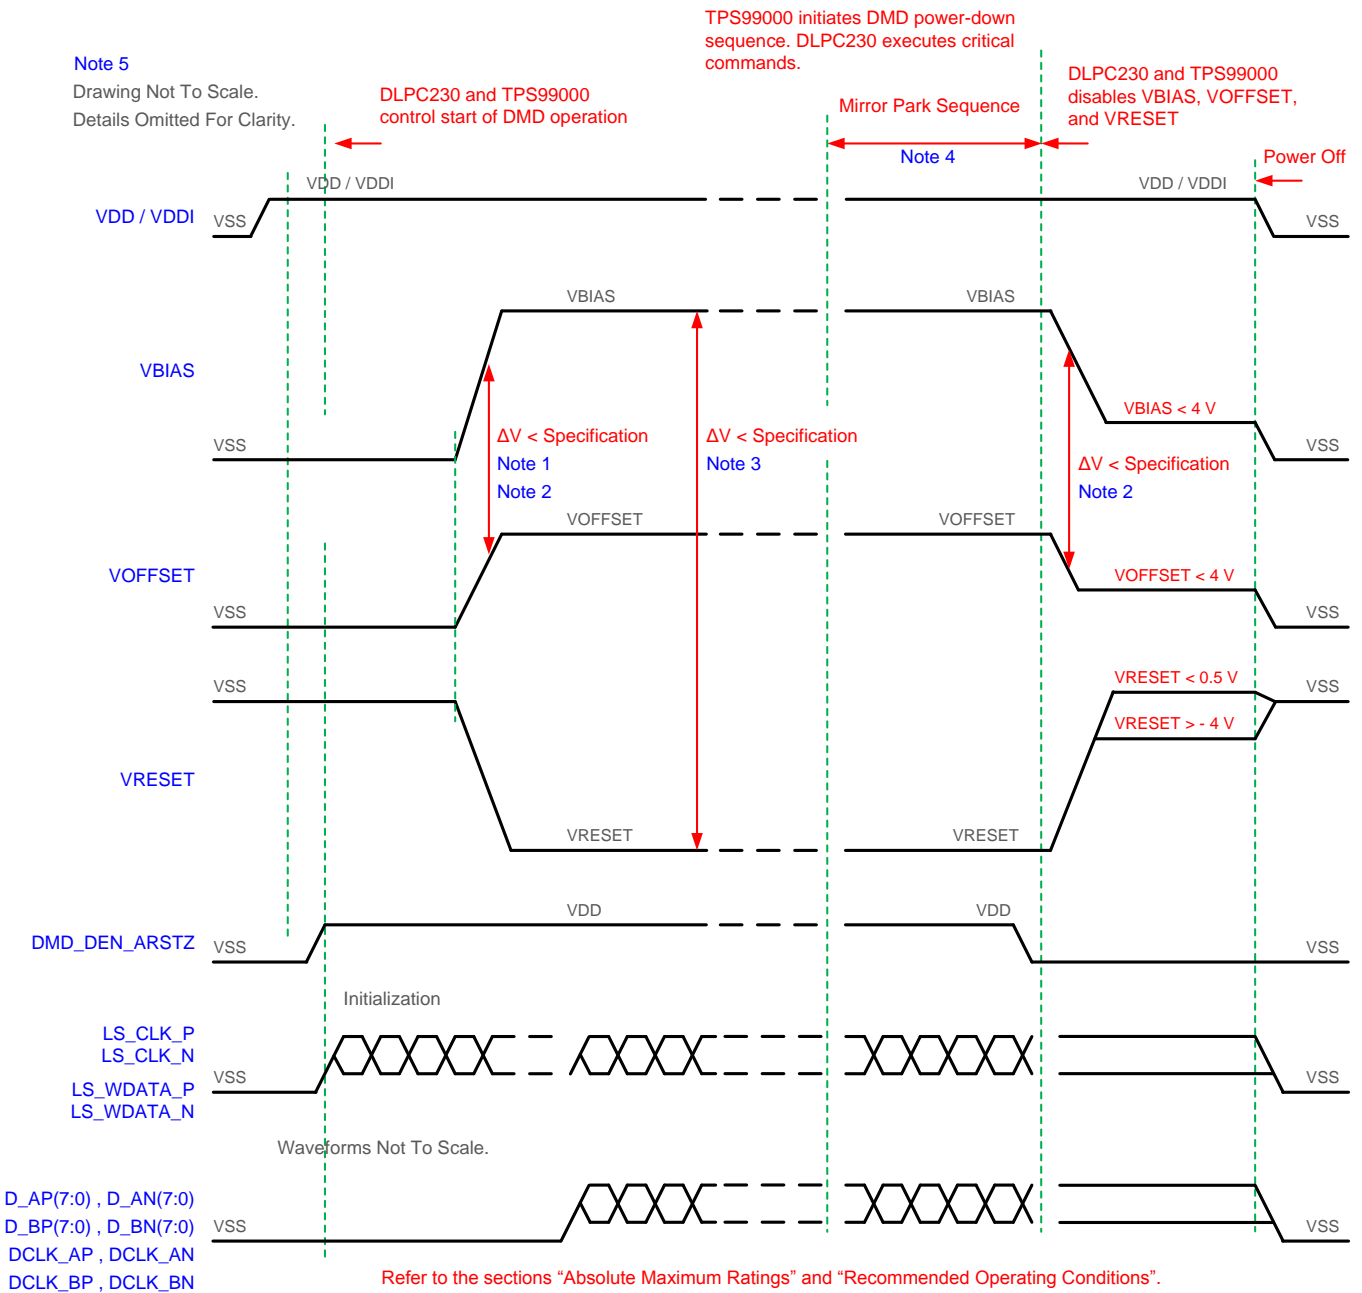 TPS99000 initiates DMD power-down
sequence. DLPC230 executes critical
commands.
Note 5
Drawing Not To Scale.
Details Omitted For Clarity.
DLPC230 and TPS99000
control start of DMD operation
Mirror Park Sequence
Note 4
DLPC230 and TPS99000
disables VBIAS, VOFFSET,
and VRESET
Power Off
VDD / VDDI
VSS
VDD / VDDI
VDD / VDDI
VSS
VBIAS
VSS
VBIAS
VBIAS
VBIAS < 4 V
VSS
ΔV < Specification
Note 1
Note 2
ΔV < Specification
Note 3
ΔV < Specification
Note 2
VOFFSET
VSS
VOFFSET
VOFFSET
VOFFSET < 4 V
VSS
VRESET
VSS
VRESET
VRESET
VRESET < 0.5 V
VRESET > - 4 V
VSS
DMD_DEN_ARSTZ
VSS
VDD
VDD
VSS
Initialization
LS_CLK_P
LS_CLK_N
LS_WDATA_P
LS_WDATA_N
VSS
VSS
Waveforms Not To Scale.
D_AP(7:0) , D_AN(7:0)
D_BP(7:0) , D_BN(7:0)
DCLK_AP , DCLK_AN
DCLK_BP , DCLK_BN
VSS
VSS
Refer to the sections “Absolute Maximum Ratings” and “Recommended Operating Conditions”.